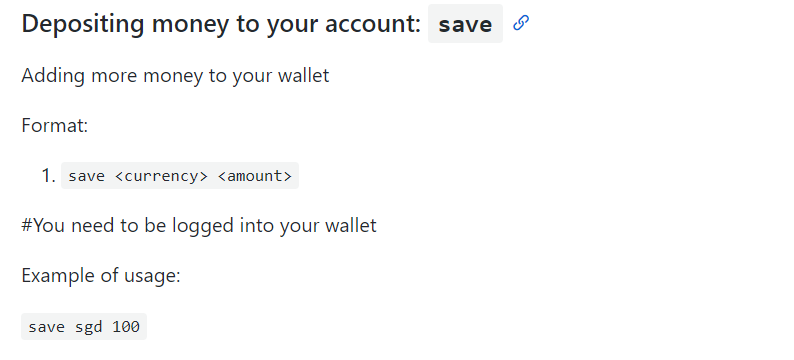 Depositing money to your account: save
Adding more money to your wallet
Format:
1. save <currency> <amount>
#You need to be logged into your wallet
Example of usage:
save sgd 100